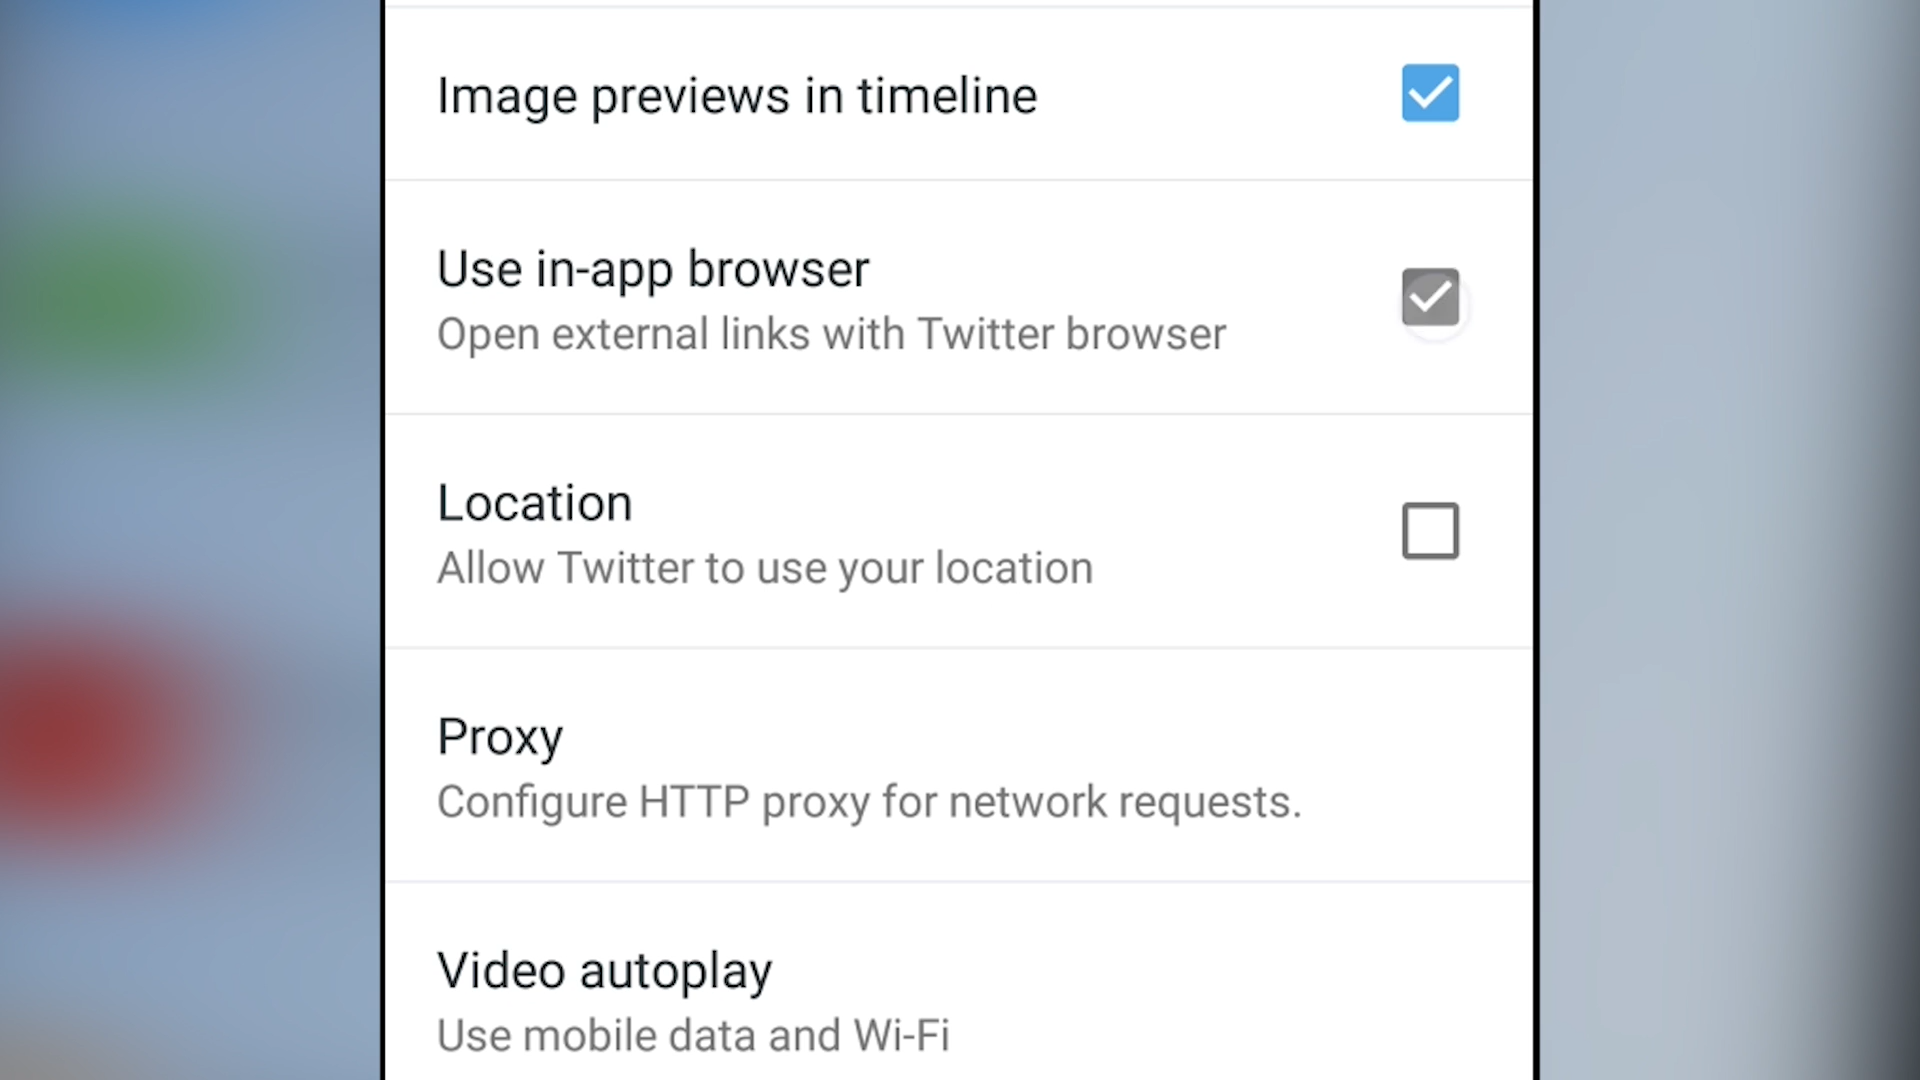 Image previews in timeline
Use in-app browser
Open external links with Twitter browser
Location
Allow Twitter to use your location
Proxy
Configure HTTP proxy for network requests.
Video autoplay
Use mobile data and Wi-Fi